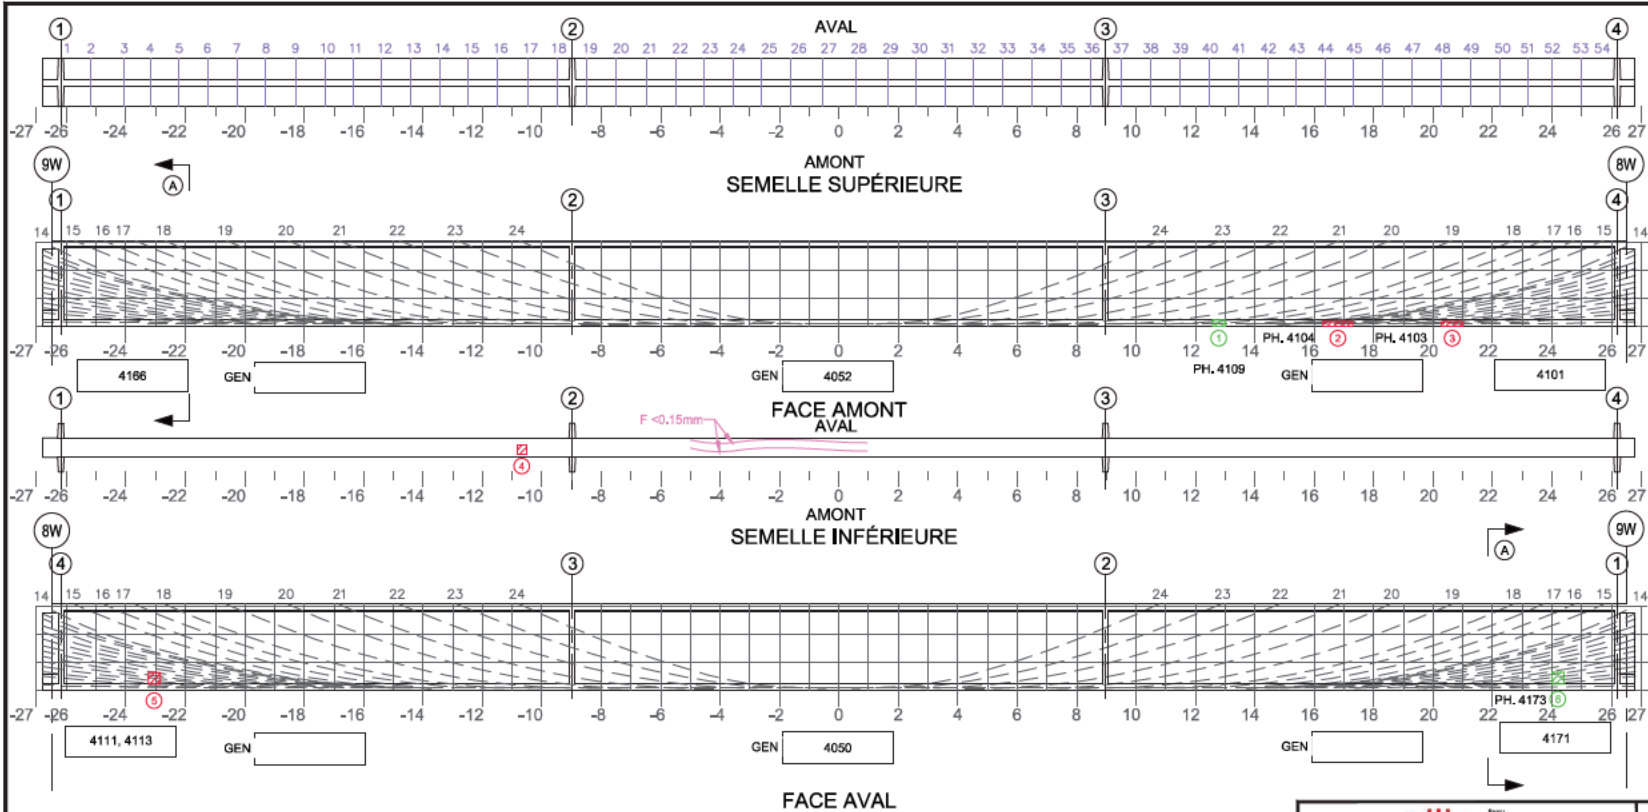 1 2 AVAL 3 4
1 2 3 4 5 6 7 8 9 10 11 12 13 14 15 16 17 18 19 20 21 22 23 24 25 26 27 28 29 30 31 32 33 34 35 36 37 38 39 40 41 42 43 44 45 46 47 48 49 50 51 52 53 54
-27 -26 -24 -22 -20 -18 -16 -14 -12 -10 -8 -6 -4 -2 0 2 4 6 8 10 12 14 16 18 20 22 24 26 27
9W A AMONT 8W
SEMELLE SUPÉRIEURE
1 2 3 4
14 15 16 17 18 19 20 21 22 23 24 24 23 22 21 20 19 18 17 16 15 14
1 PH. 4104 2 PH. 4103 3
-27 -26 -24 -22 -20 -18 -16 -14 -12 -10 -8 -6 -4 -2 0 2 4 6 8 10 12 14 16 18 20 22 24 26 27
PH. 4109
4166 GEN GEN 4052 GEN 4101
1 2 FACE AMONT 3 4
F <0.15mm AVAL
4
-27 -26 -24 -22 -20 -18 -16 -14 -12 -10 -8 -6 -4 -2 0 2 4 6 8 10 12 14 16 18 20 22 24 26 27
8W AMONT 9W
SEMELLE INFÉRIEURE A
4 3 2 1
14 15 16 17 18 19 20 21 22 23 24 24 23 22 21 20 19 18 17 16 15 14
5 PH. 4173 6
-27 -26 -24 -22 -20 -18 -16 -14 -12 -10 -8 -6 -4 -2 0 2 4 6 8 10 12 14 16 18 20 22 24 26 27
4111, 4113 GEN GEN 4050 GEN 4171
FACE AVAL